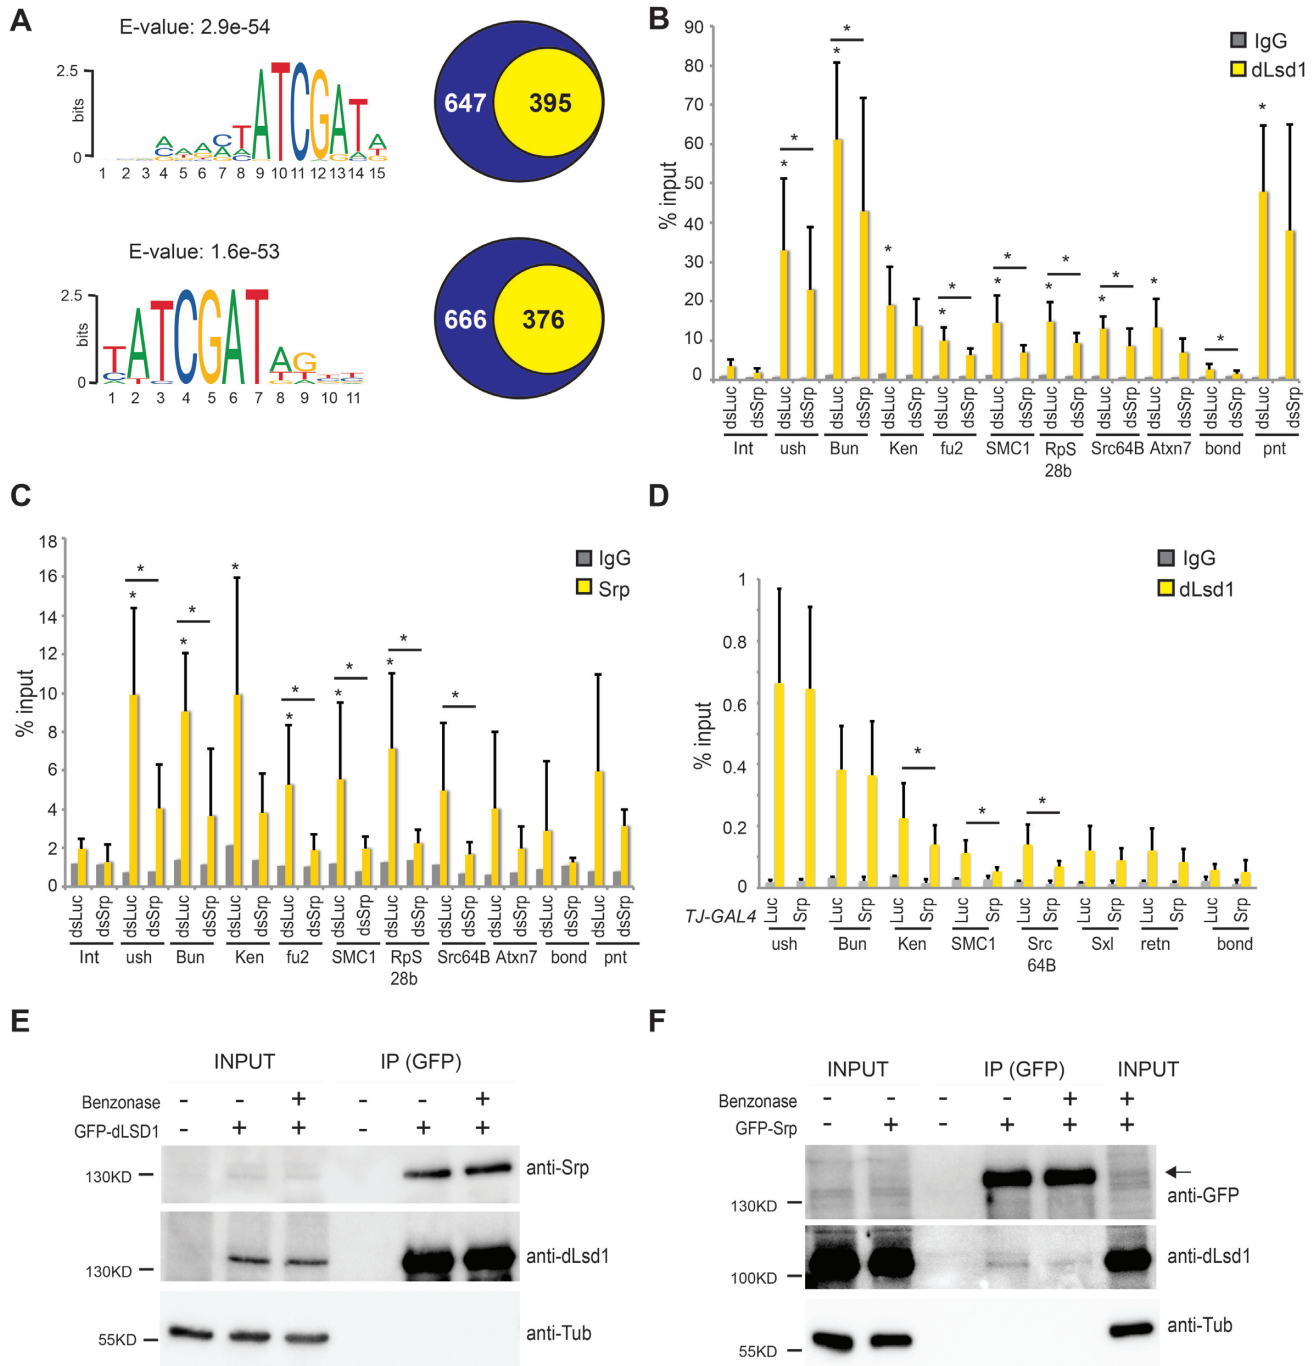 A
E-value: 2.9e-54
2.5
bits
0
1 2 3 4 5 6 7 8 9 10 11 12 13 14 15
647 395
E-value: 1.6e-53
2.5
bits
0
1 2 3 4 5 6 7 8 9 10 11
666 376
B
IgG
dLsd1
% input
90
80
70
60
50
40
30
20
10
0
dsLuc dsSrp dsLuc dsSrp dsLuc dsSrp dsLuc dsSrp dsLuc dsSrp dsLuc dsSrp dsLuc dsSrp dsLuc dsSrp dsLuc dsSrp dsLuc dsSrp dsLuc dsSrp
Int ush Bun Ken fu2 SMC1 RpS Src64B Atxn7 bond pnt
28b
C
IgG
Srp
% input
18
16
14
12
10
8
6
4
2
0
dsLuc dsSrp dsLuc dsSrp dsLuc dsSrp dsLuc dsSrp dsLuc dsSrp dsLuc dsSrp dsLuc dsSrp dsLuc dsSrp dsLuc dsSrp dsLuc dsSrp dsLuc dsSrp
Int ush Bun Ken fu2 SMC1 RpS Src64B Atxn7 bond pnt
28b
D
IgG
dLsd1
% input
1
0.8
0.6
0.4
0.2
0
TJ-GAL4 Luc Srp Luc Srp Luc Srp Luc Srp Luc Srp Luc Srp Luc Srp Luc Srp
ush Bun Ken SMC1 Src Sxl retn bond
64B
E
INPUT IP (GFP)
Benzonase - - + - - +
GFP-dLSD1 - + + - + +
130KD anti-Srp
130KD anti-dLsd1
55KD anti-Tub
F
INPUT IP (GFP) INPUT
Benzonase - - - - + +
GFP-Srp - + - + + +
130KD anti-GFP
100KD anti-dLsd1
55KD anti-Tub